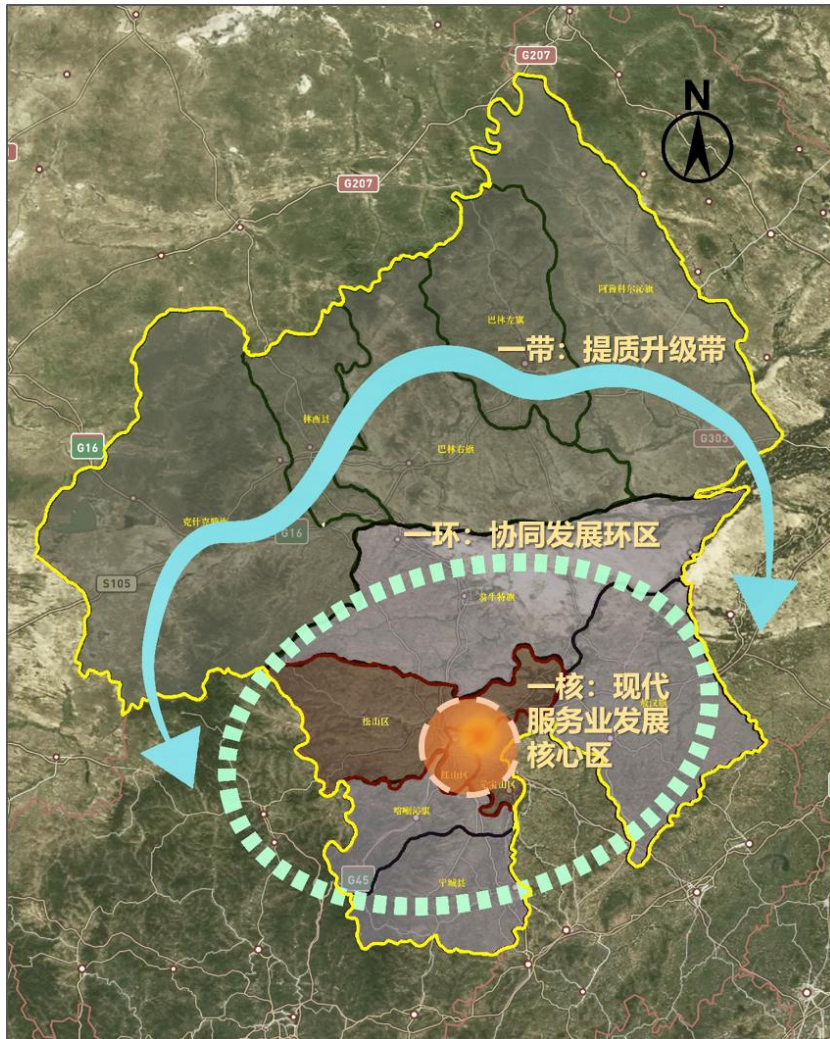 G207
N
G207
阿鲁科尔沁旗
巴林左旗
一带：提质升级带
林西县
G303
G16
巴林右旗
克什克腾旗
G16
一环：协同发展环区
S105
翁牛特旗
一核：现代
服务业发展
核心区
敖汉旗
松山区
红山区
元宝山区
喀喇沁旗
G45
宁城县